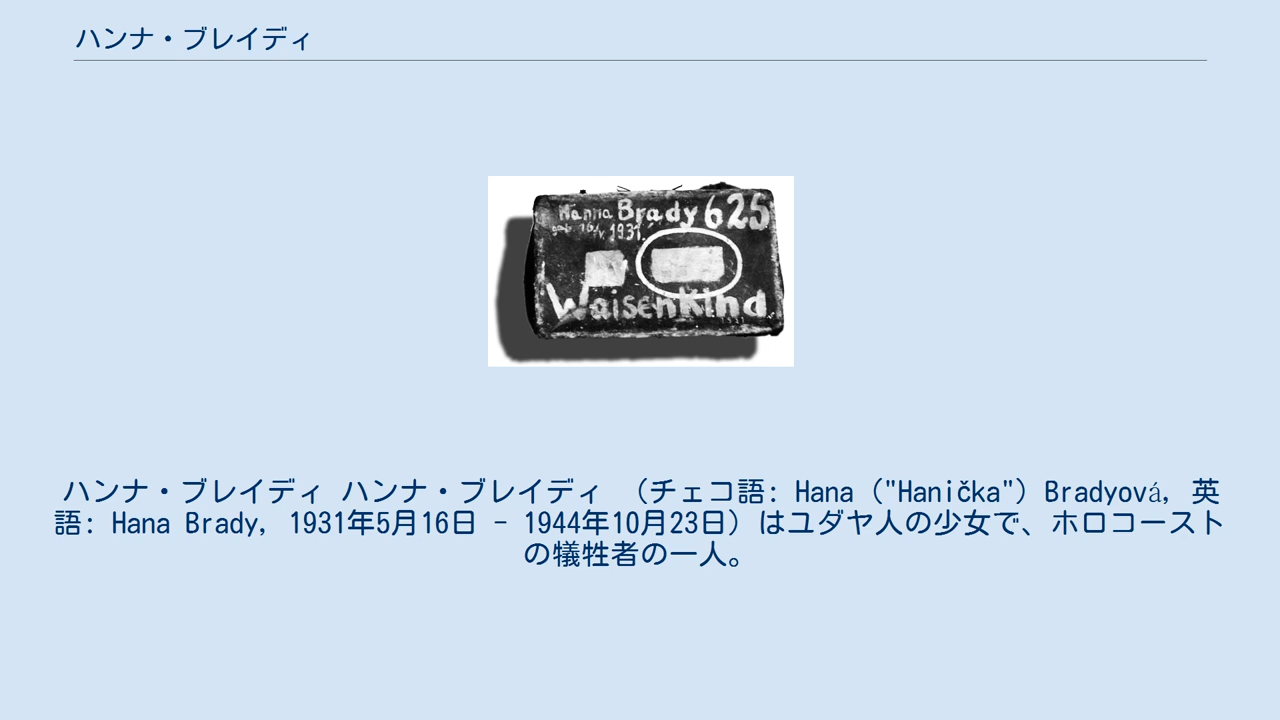 ハンナ・ブレイディ
Hanna Brady 625
geb. 16./V. 1931.
Waisenkind
ハンナ・ブレイディ ハンナ・ブレイディ （チェコ語: Hana ("Hanička") Bradyová, 英
語: Hana Brady, 1931年5月16日 - 1944年10月23日）はユダヤ人の少女で、ホロコースト
の犠牲者の一人。